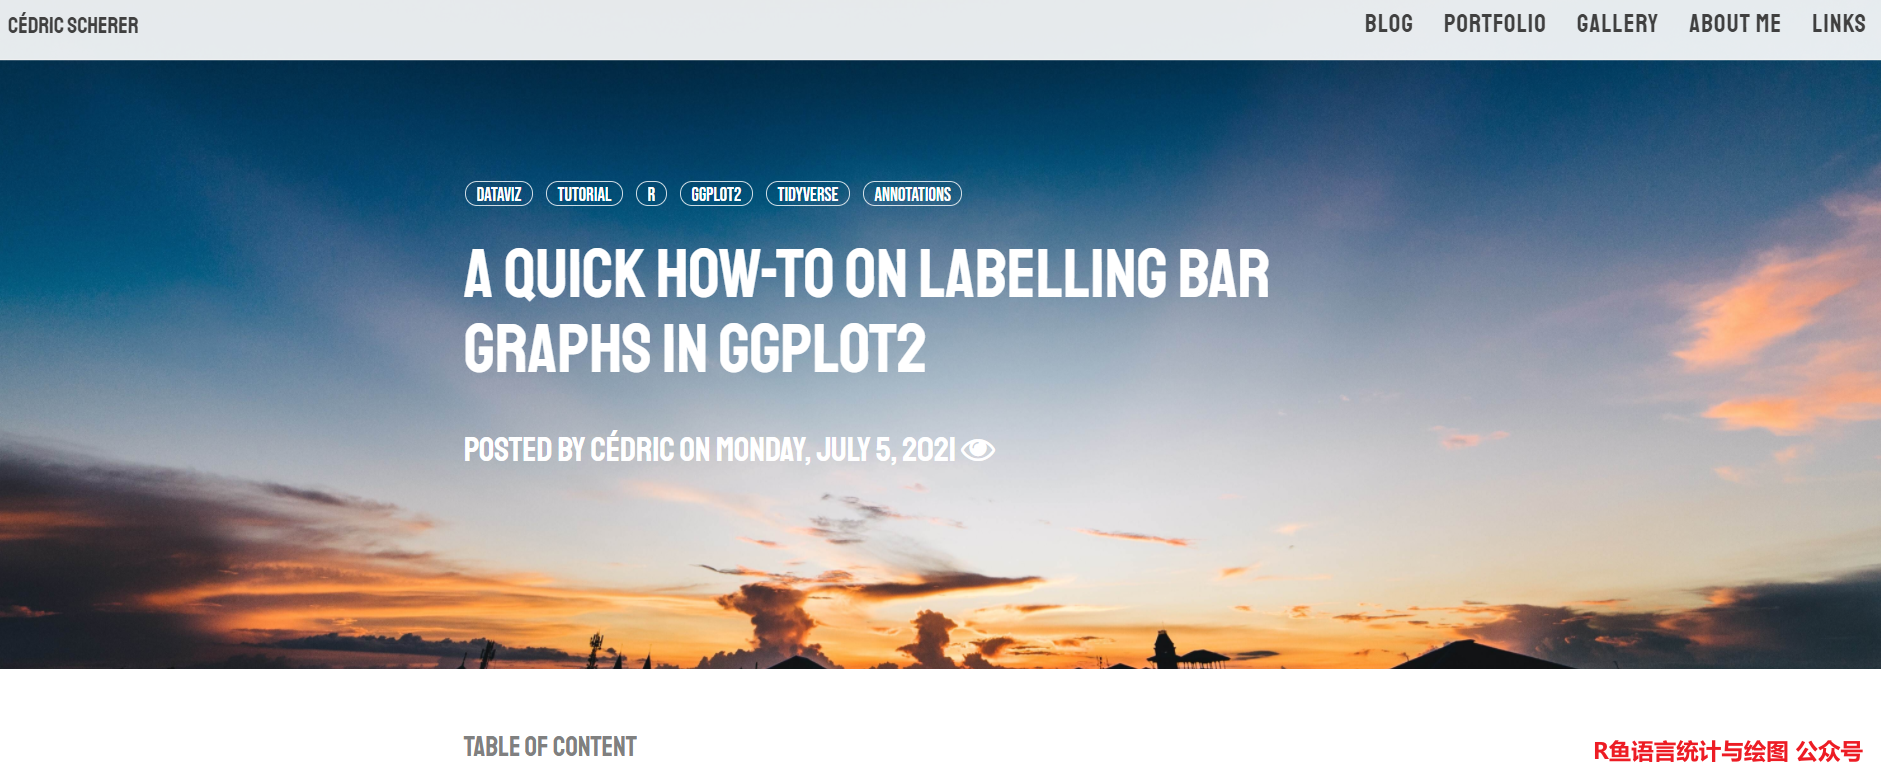 CÉDRIC SCHERER
BLOG PORTFOLIO GALLERY ABOUT ME LINKS
DATAVIZ TUTORIAL R GGPLOT2 TIDYVERSE ANNOTATIONS
A QUICK HOW-TO ON LABELLING BAR
GRAPHS IN GGPLOT2
POSTED BY CÉDRIC ON MONDAY, JULY 5, 2021
TABLE OF CONTENT
R鱼语言统计与绘图 公众号